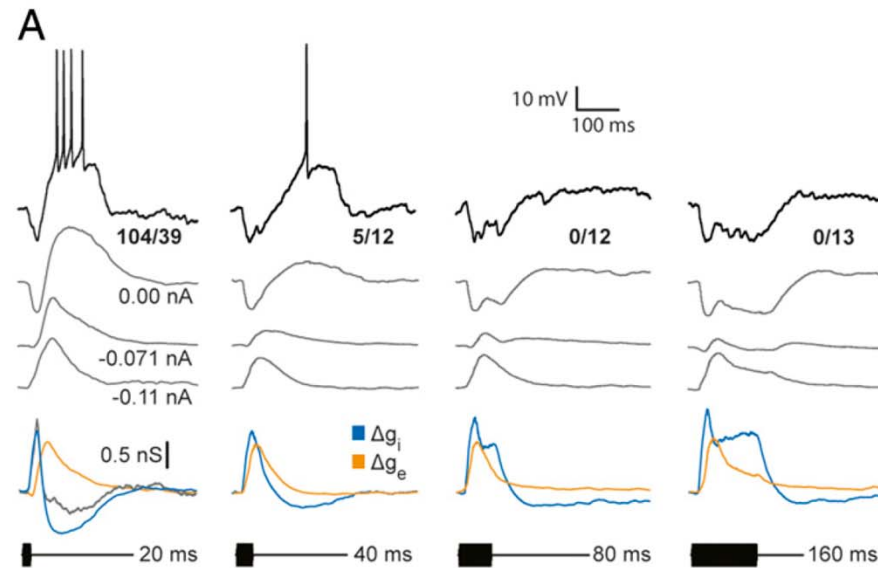 A
10 mV
100 ms
104/39
5/12
0/12
0/13
0.00 nA
-0.071 nA
-0.11 nA
0.5 nS
Δgi
Δge
20 ms
40 ms
80 ms
160 ms